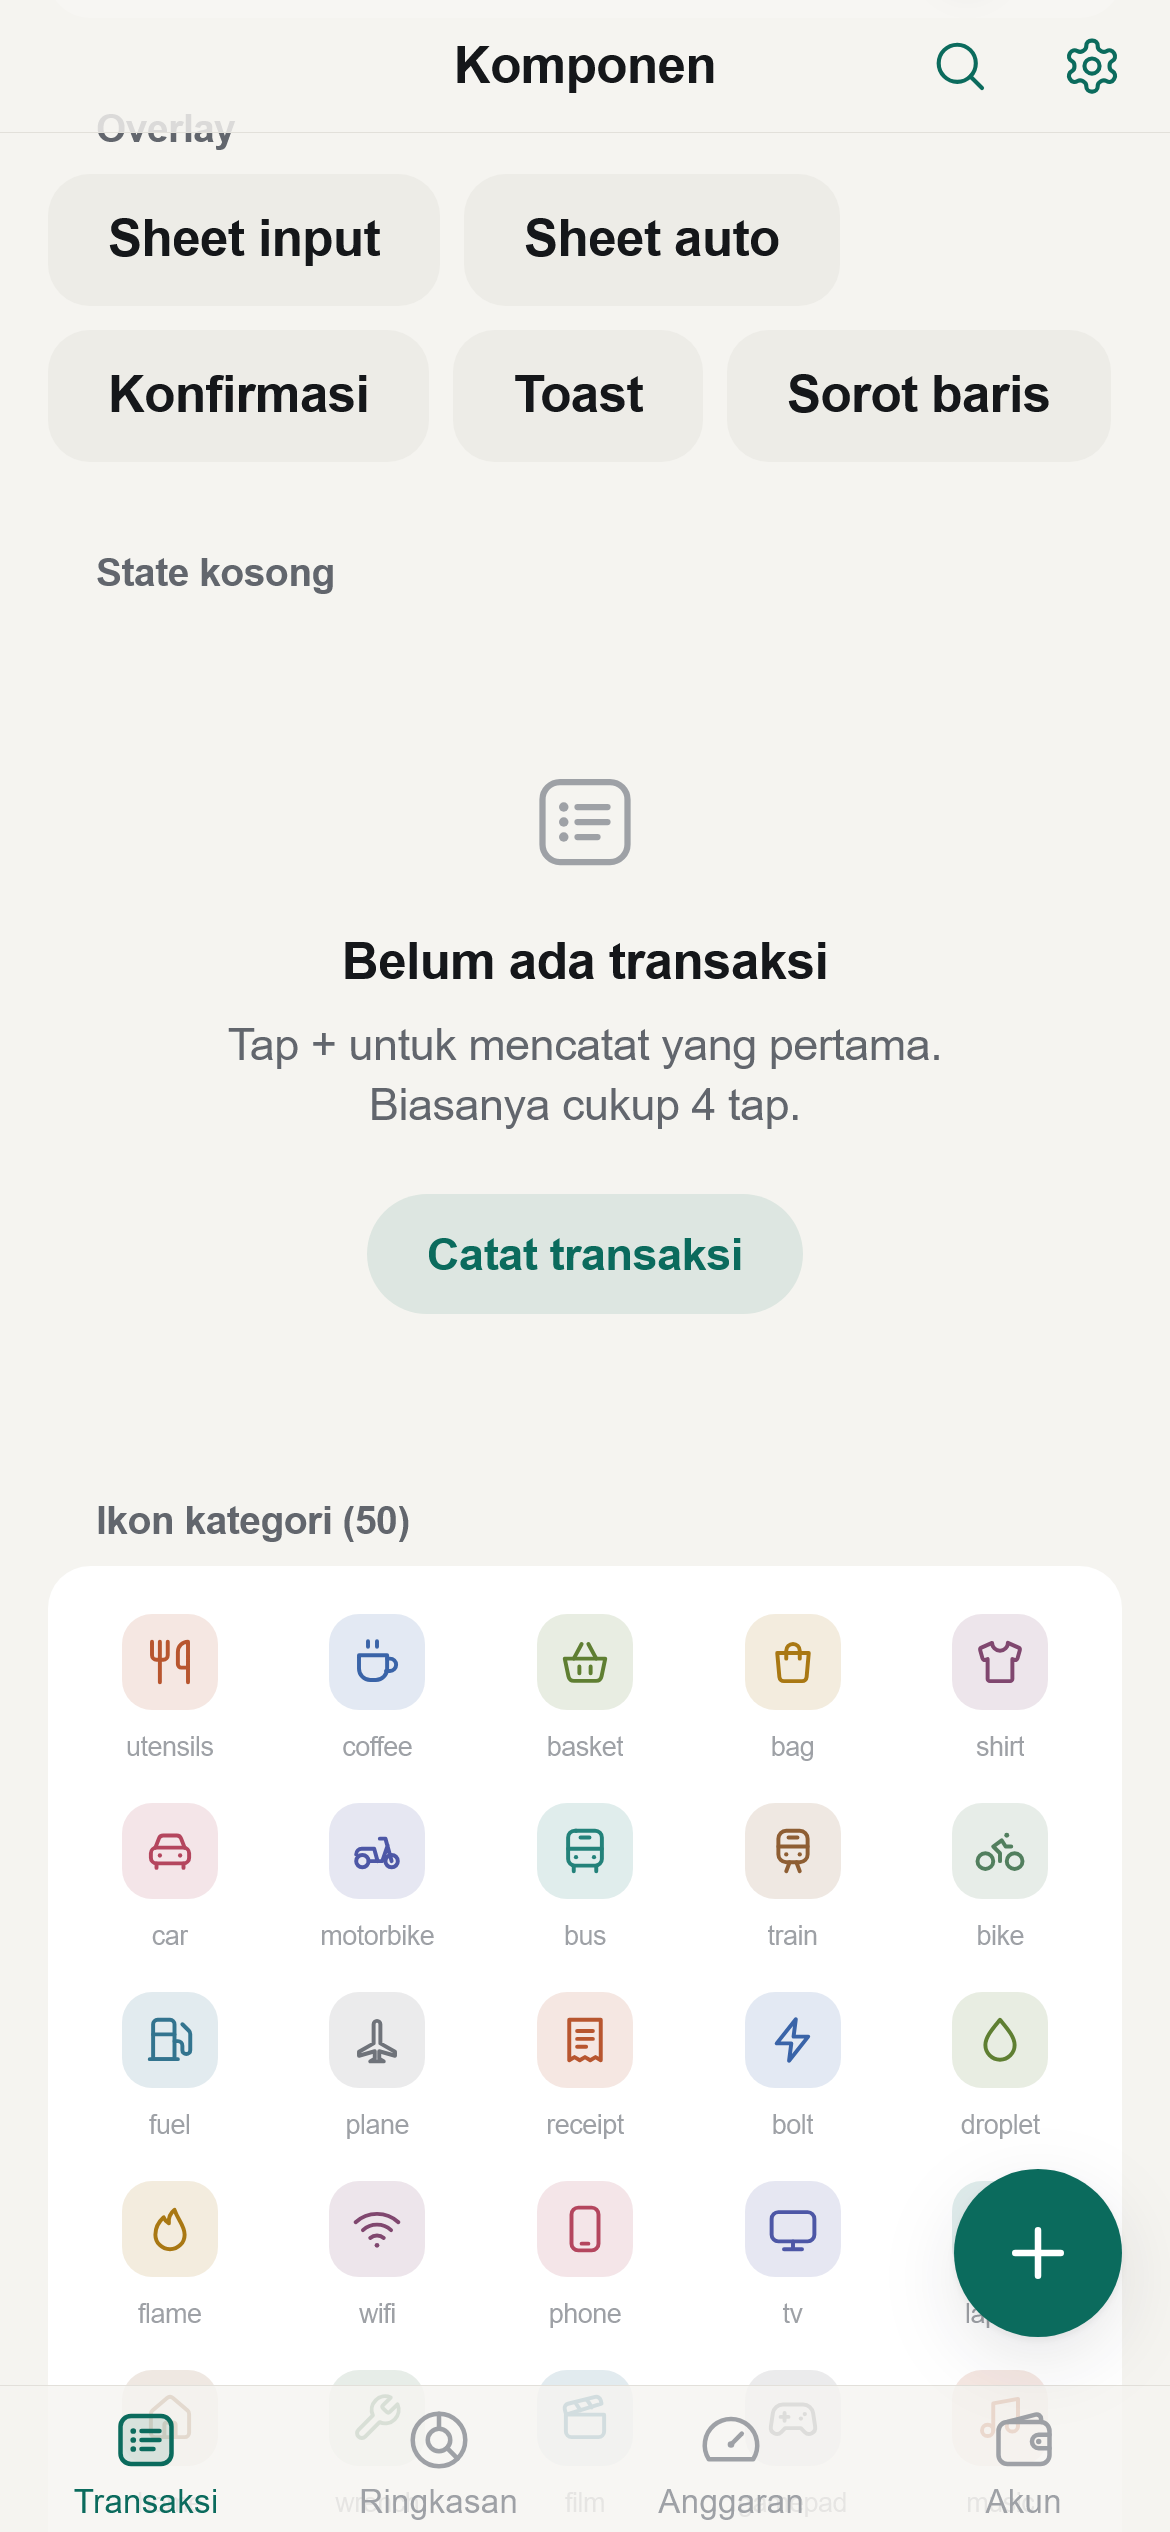 Komponen
Overlay
Sheet input
Sheet auto
Konfirmasi
Toast
Sorot baris
State kosong
Belum ada transaksi
Tap + untuk mencatat yang pertama.
Biasanya cukup 4 tap.
Catat transaksi
Ikon kategori (50)
utensils
coffee
basket
bag
shirt
car
motorbike
bus
train
bike
fuel
plane
receipt
bolt
droplet
flame
wifi
phone
tv
film
Transaksi
Ringkasan
Anggaran
Akun